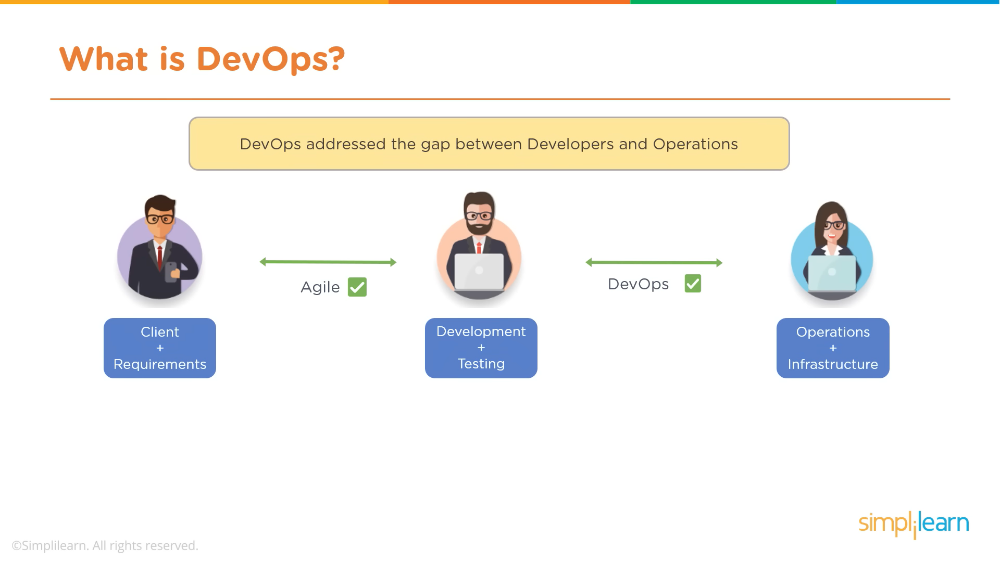 What is DevOps?
DevOps addressed the gap between Developers and Operations
Agile
DevOps
Client
+
Requirements
Development
+
Testing
Operations
+
Infrastructure
simplilearn
©Simplilearn. All rights reserved.